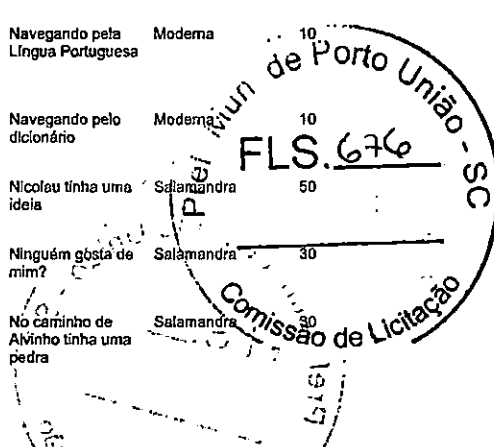 Navegando pela Moderna 10
Língua Portuguesa
Navegando pelo Moderna 10
dicionário
Nicolau tinha uma Salamandra 50
ideia
Ninguém gosta de Salamandra 30
mim?
No caminho de Salamandra
Alvinho tinha uma
pedra
Mun de Porto União - SC
FLS. 676
Comissão de Licitação